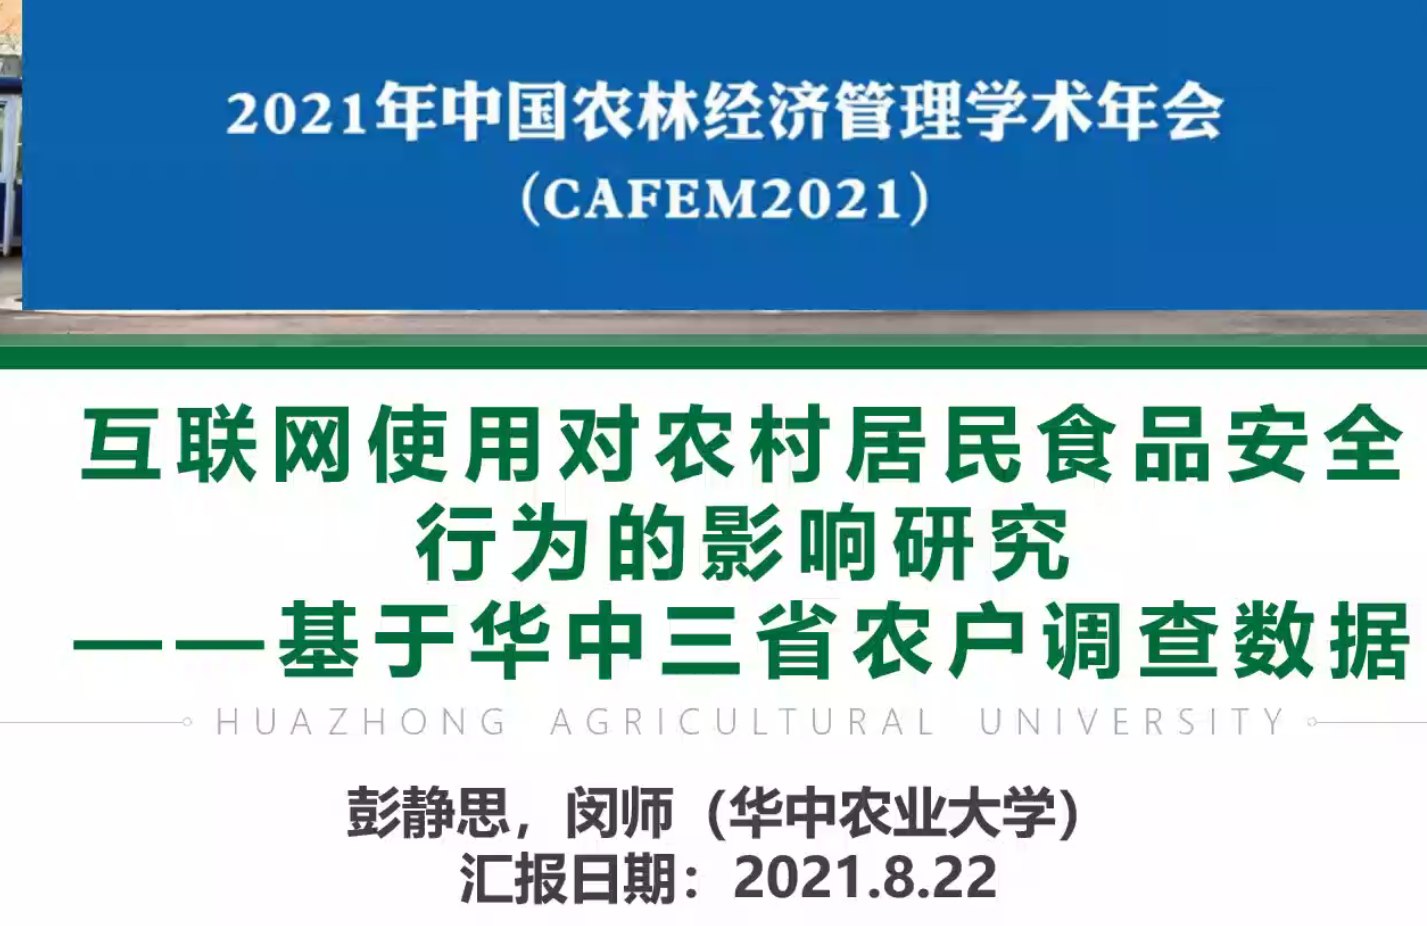 2021年中国农林经济管理学术年会
（CAFEM2021）
互联网使用对农村居民食品安全
行为的影响研究
——基于华中三省农户调查数据
HUAZHONG AGRICULTURAL UNIVERSITY
彭静思，闵师（华中农业大学）
汇报日期：2021.8.22